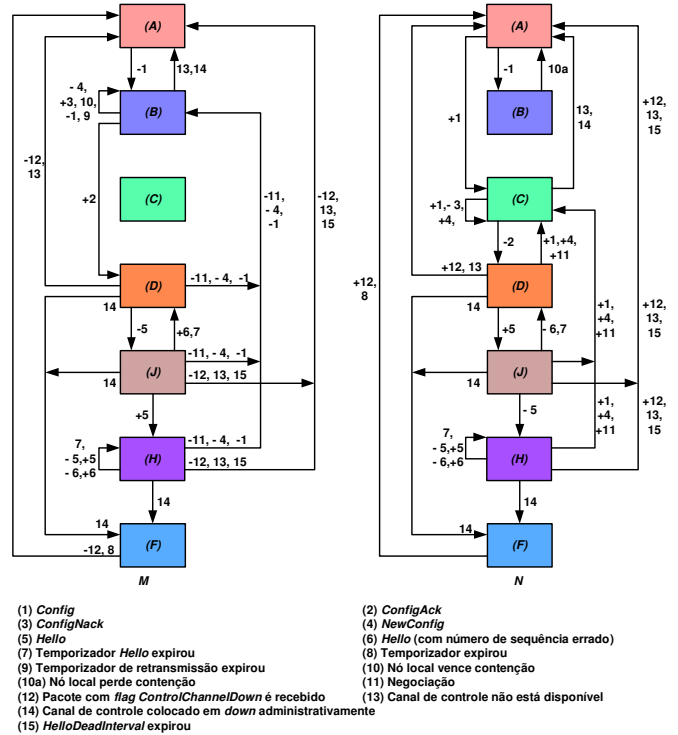 (A)
-1
13,14
- 4,
+3, 10,
-1, 9
(B)
-12,
13
+2
(C)
-11,
- 4,
-1
-12,
13,
15
(D)
-11, - 4, -1
14
-5
+6,7
(J)
-11, - 4, -1
-12, 13, 15
14
+5
7,
- 5,+5
- 6,+6
(H)
-11, - 4, -1
-12, 13, 15
14
14
-12, 8
(F)
M
(A)
-1
10a
+1
(B)
13,
14
+12,
13,
15
(C)
+1,- 3,
+4,
-2
+1,+4,
+11
+12, 13
(D)
+12,
8
14
+5
- 6,7
+1,
+4,
+11
+12,
13,
15
(J)
14
- 5
+1,
+4,
+11
+12,
13,
15
7,
- 5,+5
- 6,+6
(H)
14
14
(F)
N
(1) Config
(3) ConfigNack
(5) Hello
(7) Temporizador Hello expirou
(9) Temporizador de retransmissão expirou
(10a) Nó local perde contenção
(12) Pacote com flag ControlChannelDown é recebido
(14) Canal de controle colocado em down administrativamente
(15) HelloDeadInterval expirou
(2) ConfigAck
(4) NewConfig
(6) Hello (com número de sequência errado)
(8) Temporizador expirou
(10) Nó local vence contenção
(11) Negociação
(13) Canal de controle não está disponível